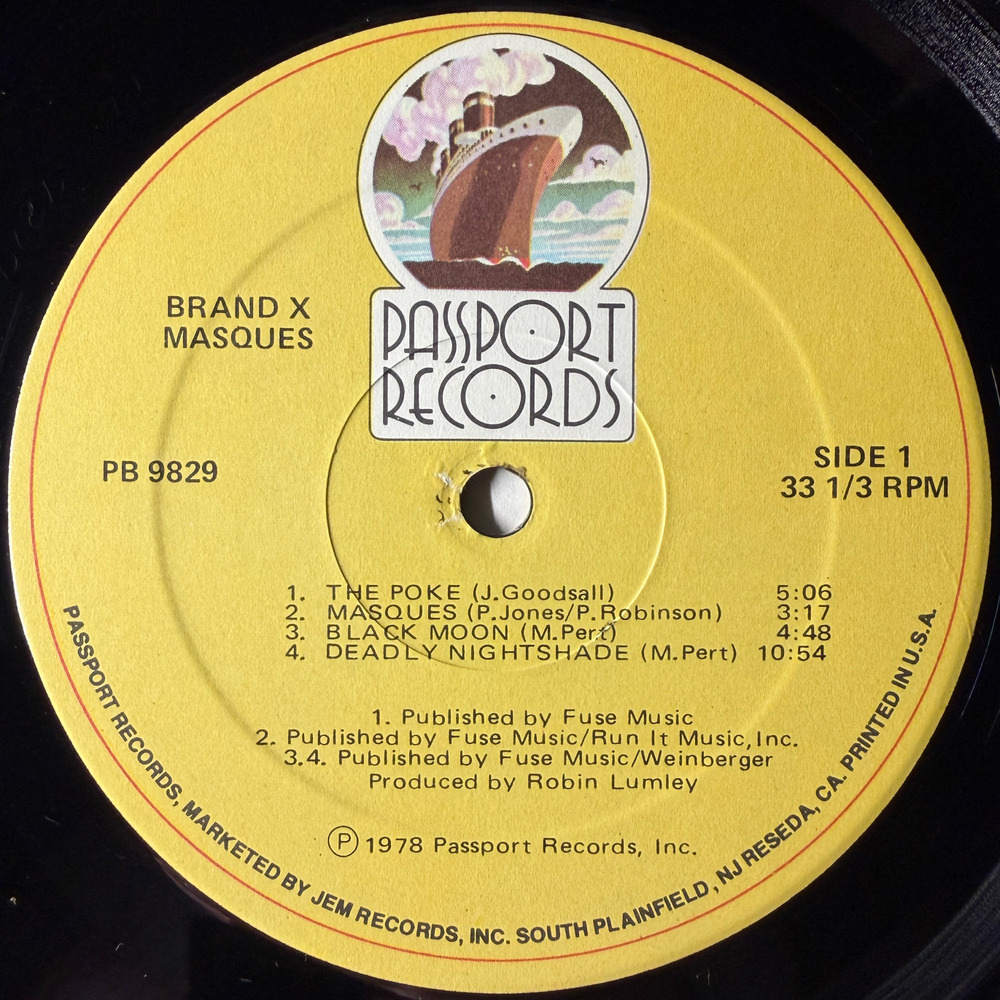 PASSPORT
RECORDS
BRAND X
MASQUES
PB 9829
SIDE 1
33 1/3 RPM
1. THE POKE (J.Goodsall) 5:06
2. MASQUES (P.Jones/P.Robinson) 3:17
3. BLACK MOON (M.Pert) 4:48
4. DEADLY NIGHTSHADE (M.Pert) 10:54
1. Published by Fuse Music
2. Published by Fuse Music/Run It Music,Inc.
3.4. Published by Fuse Music/Weinberger
Produced by Robin Lumley
Ⓟ 1978 Passport Records, Inc.
PASSPORT RECORDS, MARKETED BY JEM RECORDS, INC. SOUTH PLAINFIELD, NJ RESEDA, CA. PRINTED IN U.S.A.